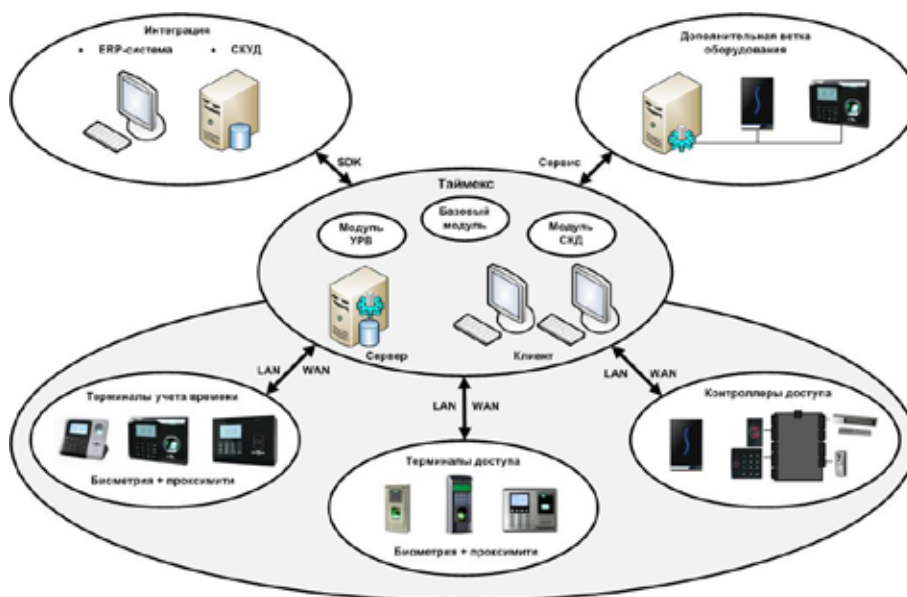 Интеграция
• ERP-система • СКУД
Дополнительная ветка
оборудования
SDK
Сервис
Таймекс
Модуль
УРВ
Базовый
модуль
Модуль
СКД
Сервер
Клиент
LAN WAN
LAN WAN
LAN WAN
Терминалы учета времени
Биометрия + проксимити
Терминалы доступа
Биометрия + проксимити
Контроллеры доступа